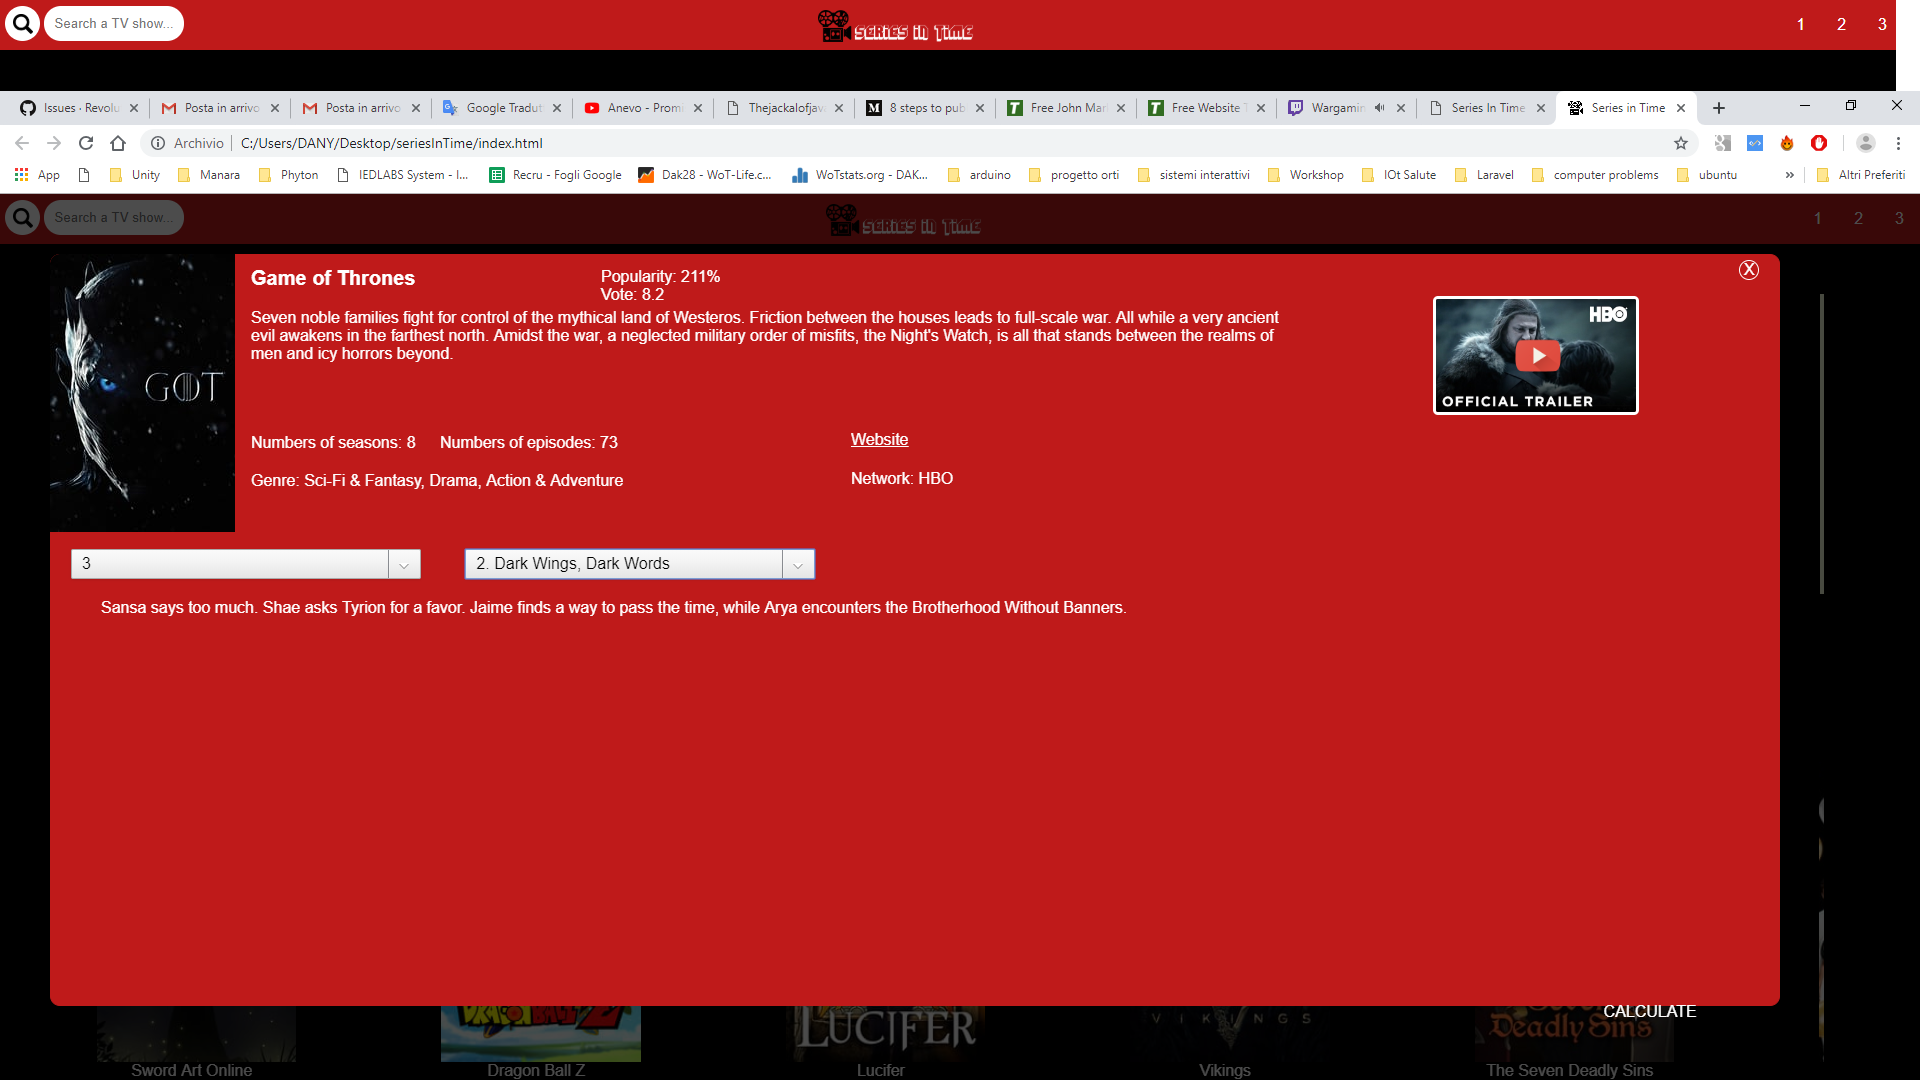 Search a TV show...
SERIES IN TIME
1 2 3
Issues · Revolu
Posta in arrivo
Posta in arrivo
Google Tradut
Anevo - Promi
Thejackalofjav
8 steps to pub
Free John Mar
Free Website T
Wargamin
Series In Time
Series in Time
Archivio
C:/Users/DANY/Desktop/seriesInTime/index.html
App
Unity
Manara
Phyton
IEDLABS System - I...
Recru - Fogli Google
Dak28 - WoT-Life.c...
WoTstats.org - DAK...
arduino
progetto orti
sistemi interattivi
Workshop
IOt Salute
Laravel
computer problems
ubuntu
»
Altri Preferiti
Search a TV show...
SERIES IN TIME
1 2 3
GOT
Game of Thrones
Popularity: 211%
Vote: 8.2
X
Seven noble families fight for control of the mythical land of Westeros. Friction between the houses leads to full-scale war. All while a very ancient
evil awakens in the farthest north. Amidst the war, a neglected military order of misfits, the Night's Watch, is all that stands between the realms of
men and icy horrors beyond.
HBO
OFFICIAL TRAILER
Numbers of seasons: 8 Numbers of episodes: 73
Website
Genre: Sci-Fi & Fantasy, Drama, Action & Adventure
Network: HBO
3
2. Dark Wings, Dark Words
Sansa says too much. Shae asks Tyrion for a favor. Jaime finds a way to pass the time, while Arya encounters the Brotherhood Without Banners.
CALCULATE
DRAGON BALL Z
LUCIFER
VIKINGS
Seven
Deadly Sins
Sword Art Online
Dragon Ball Z
Lucifer
Vikings
The Seven Deadly Sins